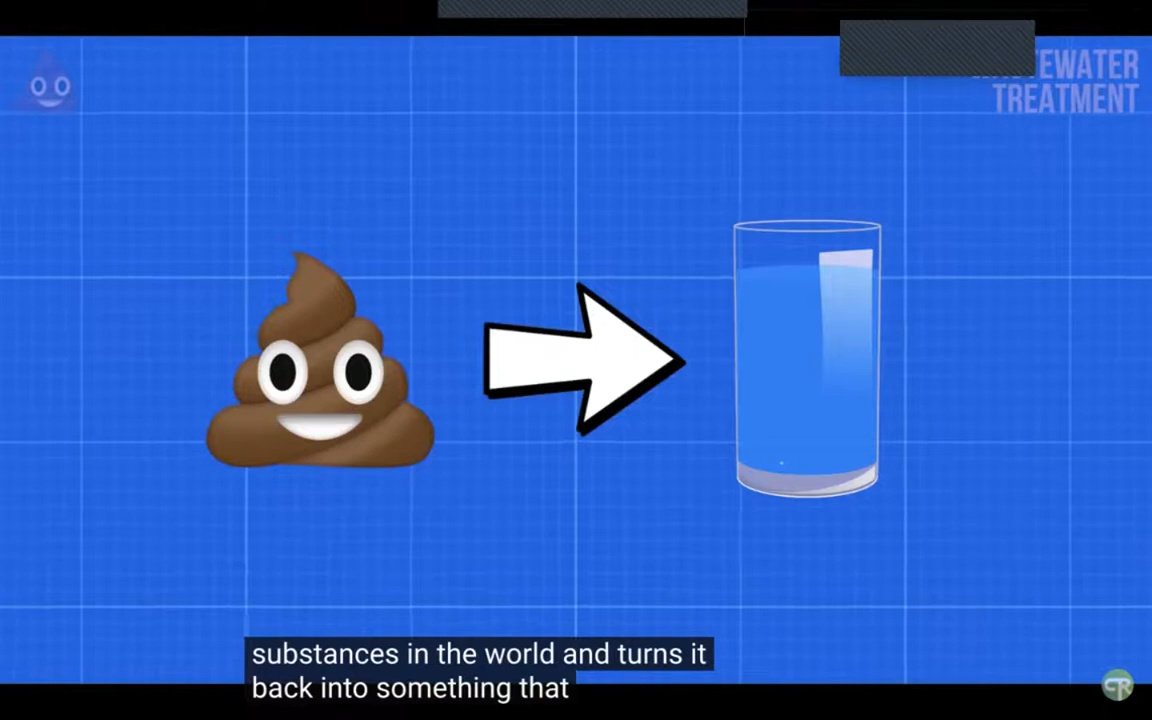 TREATMENT
substances in the world and turns it
back into something that